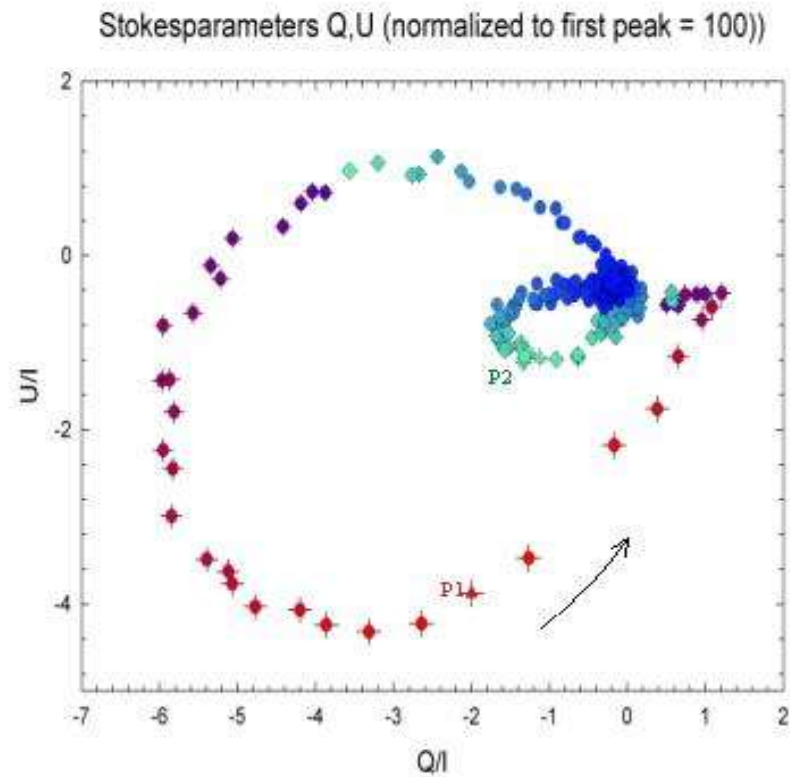 Stokesparameters Q,U (normalized to first peak = 100))
2
0
U/I
-2
-4
P2
P1
-7 -6 -5 -4 -3 -2 -1 0 1 2
Q/I